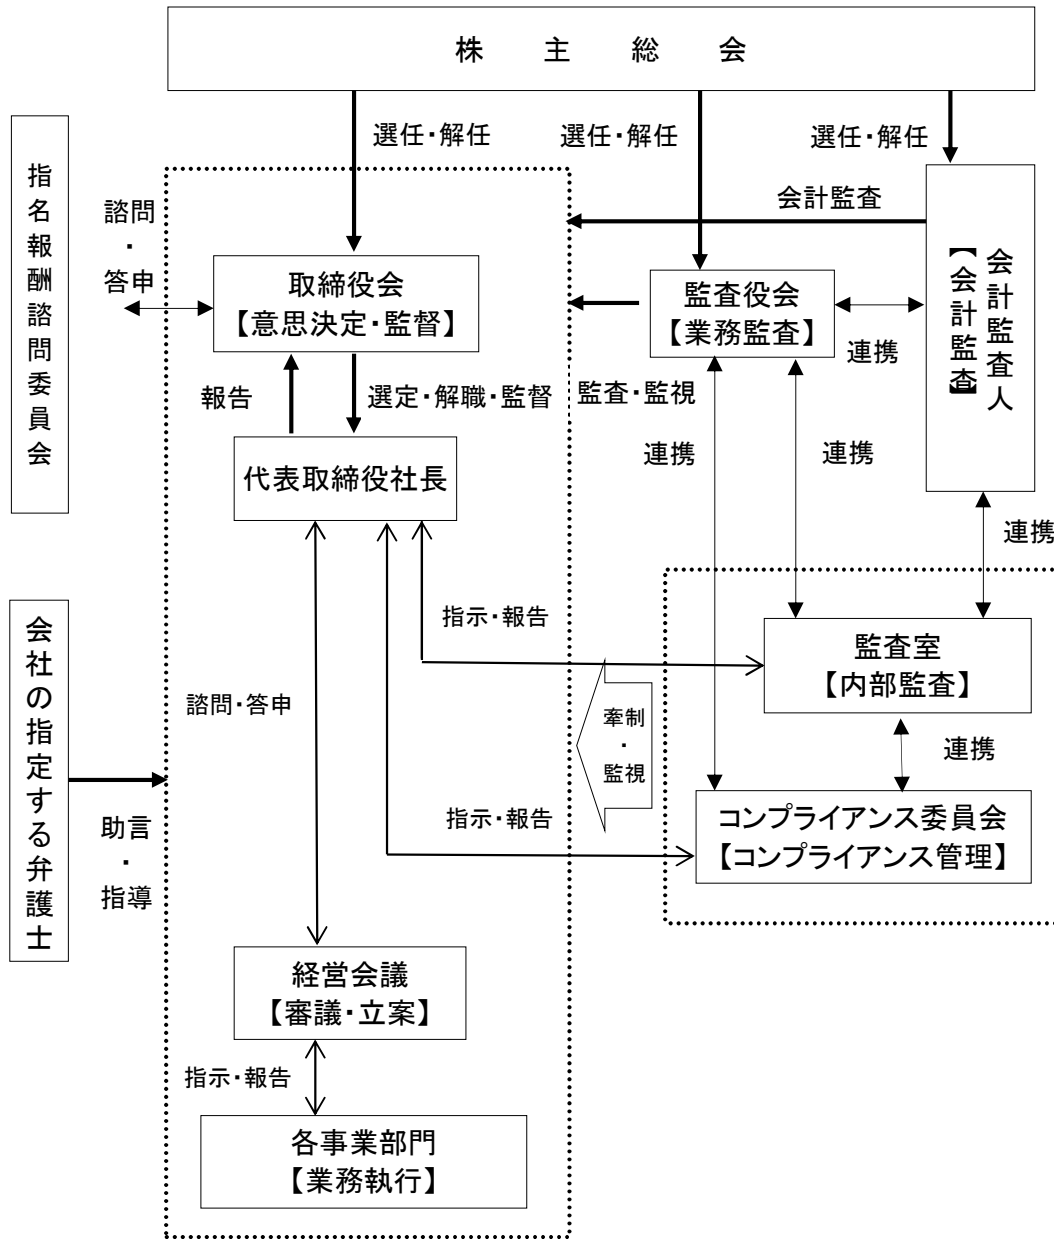 株主総会
選任・解任
選任・解任
選任・解任
指名報酬諮問委員会
諮問
・
答申
会計監査
会計監査人
【会計監査】
取締役会
【意思決定・監督】
監査役会
【業務監査】
連携
報告
選定・解職・監督
監査・監視
連携
連携
代表取締役社長
連携
会社の指定する弁護士
指示・報告
監査室
【内部監査】
諮問・答申
牽制
・
監視
連携
指示・報告
コンプライアンス委員会
【コンプライアンス管理】
助言
・
指導
経営会議
【審議・立案】
指示・報告
各事業部門
【業務執行】